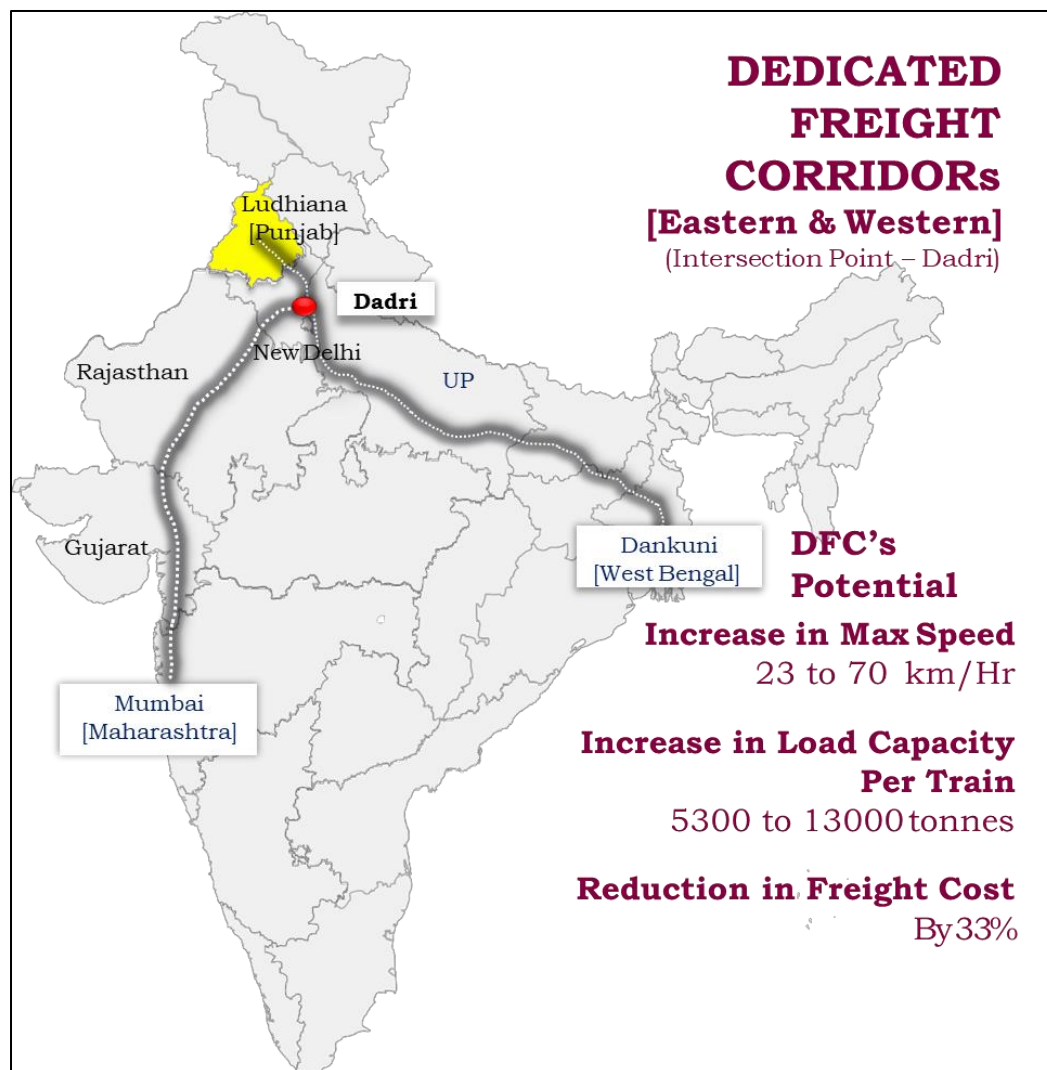 DEDICATED
FREIGHT
CORRIDORs
[Eastern & Western]
(Intersection Point – Dadri)
Ludhiana
[Punjab]
Dadri
New Delhi
Rajasthan
UP
Gujarat
Dankuni
[West Bengal]
Mumbai
[Maharashtra]
DFC’s
Potential
Increase in Max Speed
23 to 70 km/Hr
Increase in Load Capacity
Per Train
5300 to 13000 tonnes
Reduction in Freight Cost
By 33%